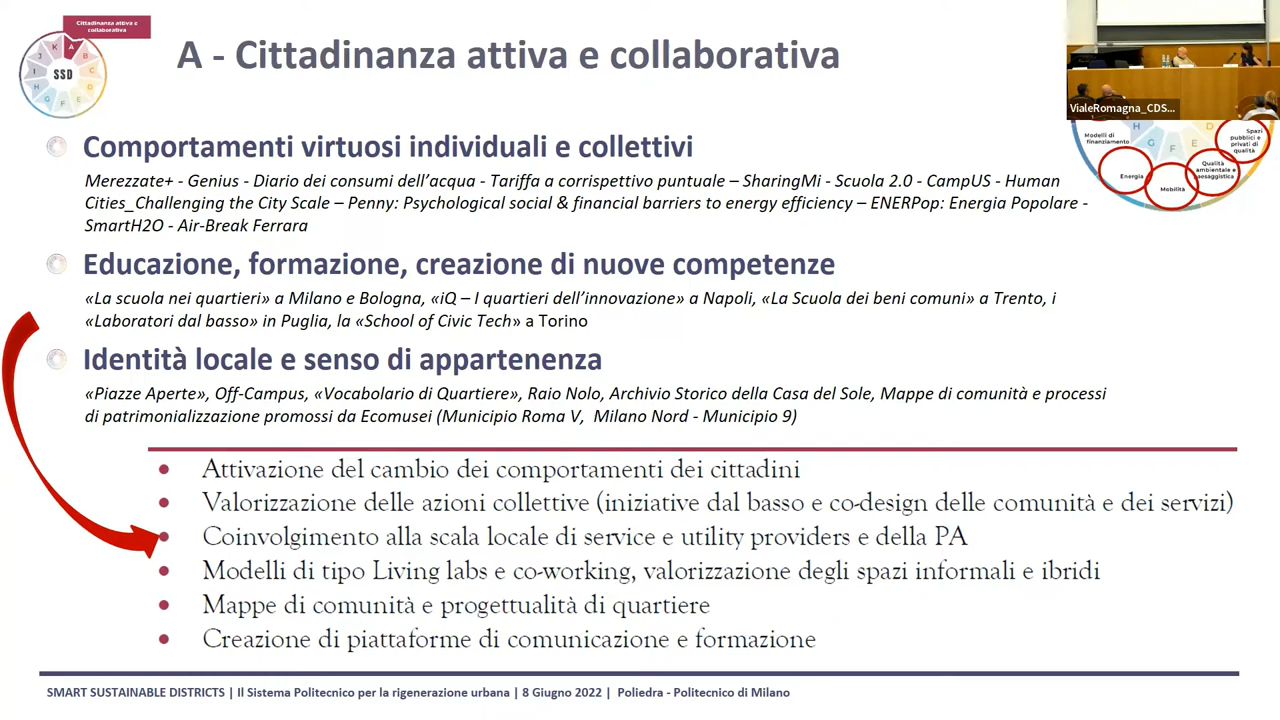 Cittadinanza attiva e
collaborativa
K A B C D E F G H I J
SSD
A - Cittadinanza attiva e collaborativa
VialeRomagna_CDS...
Modelli di
finanziamento
H G F E D
Spazi
pubblici e
privati di
qualità
Energia
Mobilità
Qualità
ambientale e
paesaggistica
Comportamenti virtuosi individuali e collettivi
Merezzate+ - Genius - Diario dei consumi dell’acqua - Tariffa a corrispettivo puntuale – SharingMi - Scuola 2.0 - CampUS - Human
Cities_Challenging the City Scale – Penny: Psychological social & financial barriers to energy efficiency – ENERPop: Energia Popolare -
SmartH2O - Air-Break Ferrara
Educazione, formazione, creazione di nuove competenze
«La scuola nei quartieri» a Milano e Bologna, «iQ – I quartieri dell’innovazione» a Napoli, «La Scuola dei beni comuni» a Trento, i
«Laboratori dal basso» in Puglia, la «School of Civic Tech» a Torino
Identità locale e senso di appartenenza
«Piazze Aperte», Off-Campus, «Vocabolario di Quartiere», Raio Nolo, Archivio Storico della Casa del Sole, Mappe di comunità e processi
di patrimonializzazione promossi da Ecomusei (Municipio Roma V, Milano Nord - Municipio 9)
• Attivazione del cambio dei comportamenti dei cittadini
• Valorizzazione delle azioni collettive (iniziative dal basso e co-design delle comunità e dei servizi)
• Coinvolgimento alla scala locale di service e utility providers e della PA
• Modelli di tipo Living labs e co-working, valorizzazione degli spazi informali e ibridi
• Mappe di comunità e progettualità di quartiere
• Creazione di piattaforme di comunicazione e formazione
SMART SUSTAINABLE DISTRICTS | Il Sistema Politecnico per la rigenerazione urbana | 8 Giugno 2022 | Poliedra - Politecnico di Milano